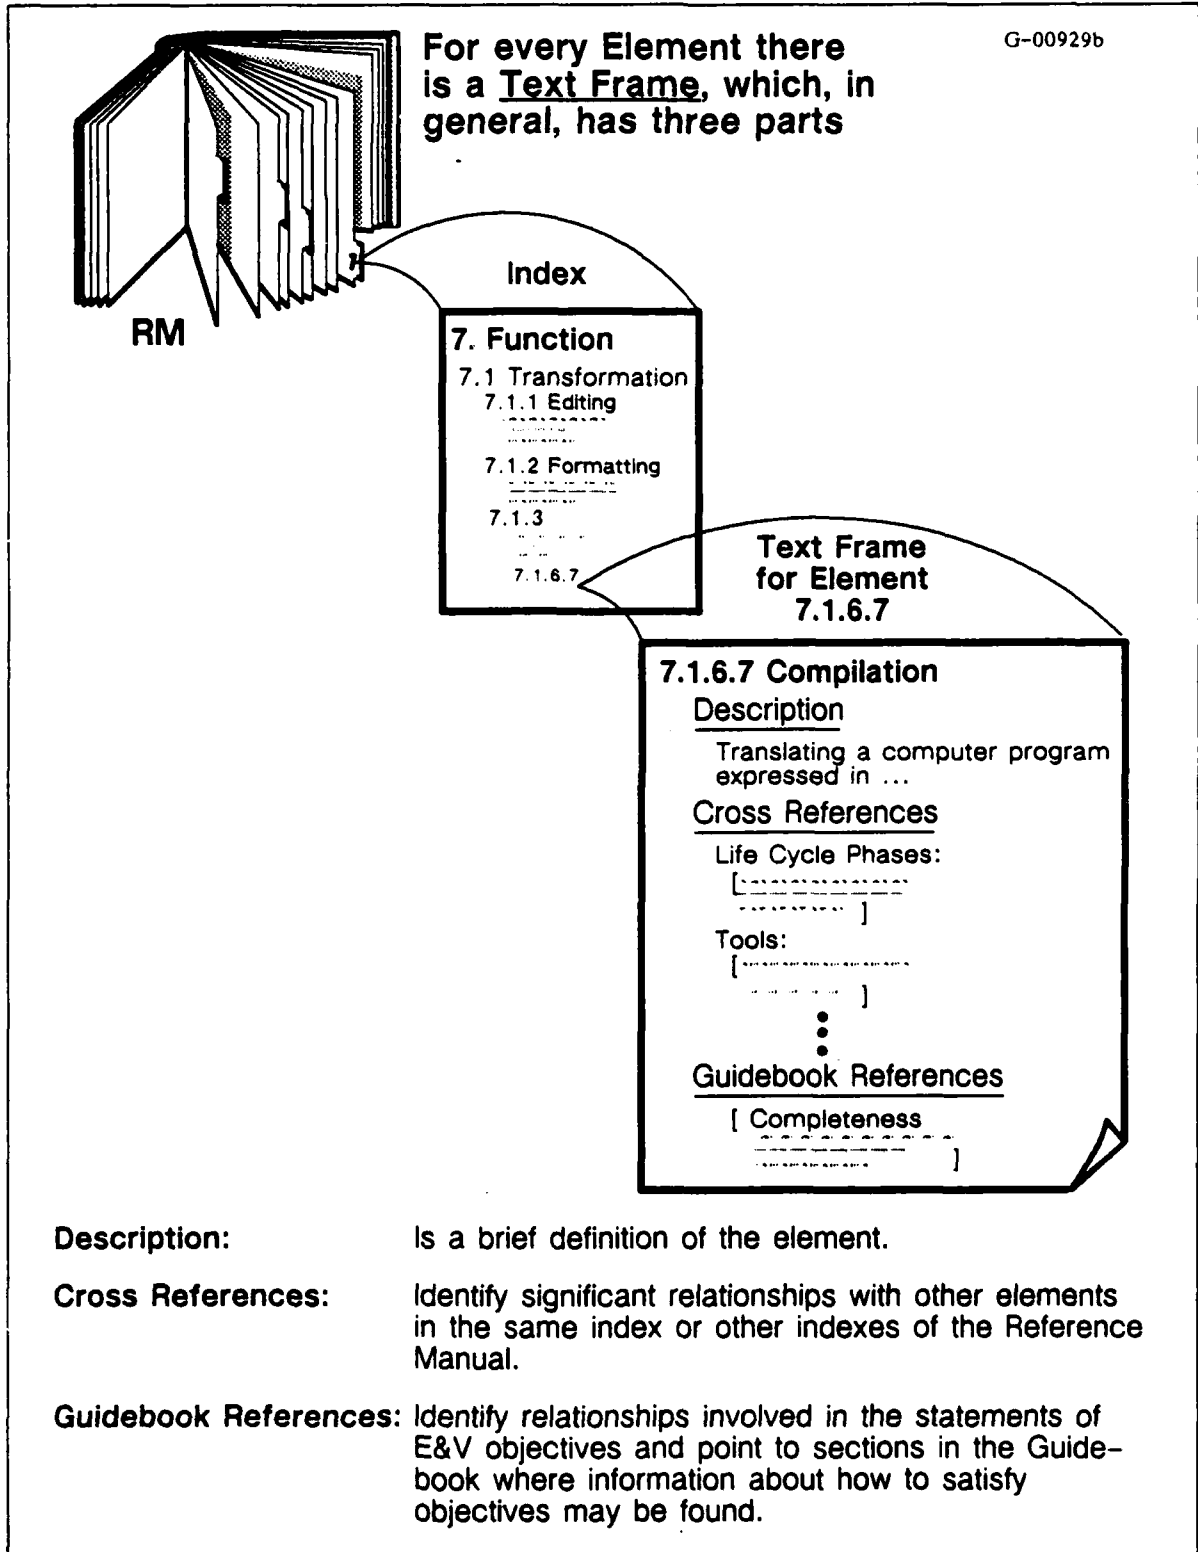 For every Element there
is a Text Frame, which, in
general, has three parts
G-00929b
7
RM
Index
7. Function
7.1 Transformation
7.1.1 Editing
7.1.2 Formatting
7.1.3
7.1.6.7
Text Frame
for Element
7.1.6.7
7.1.6.7 Compilation
Description
Translating a computer program
expressed in ...
Cross References
Life Cycle Phases:
[
]
Tools:
[
]
Guidebook References
[ Completeness
]
Description: Is a brief definition of the element.
Cross References: Identify significant relationships with other elements
in the same index or other indexes of the Reference
Manual.
Guidebook References: Identify relationships involved in the statements of
E&V objectives and point to sections in the Guide-
book where information about how to satisfy
objectives may be found.